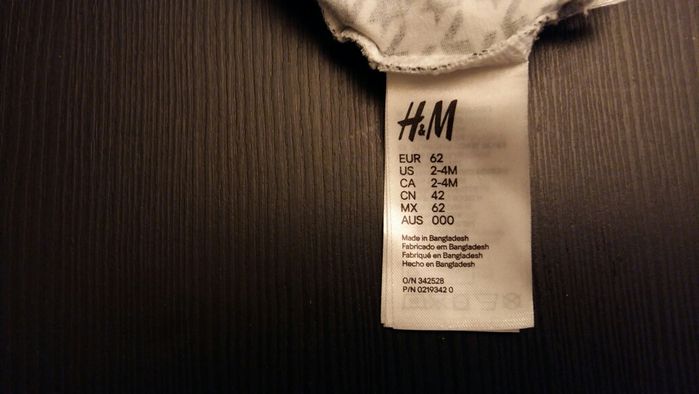 H&M
EUR 62
US 2-4M
CA 2-4M
CN 42
MX 62
AUS 000
Made in Bangladesh
Fabricado em Bangladesh
Fabriqué en Bangladesh
Hecho en Bangladesh
O/N 342528
P/N 0219342 0